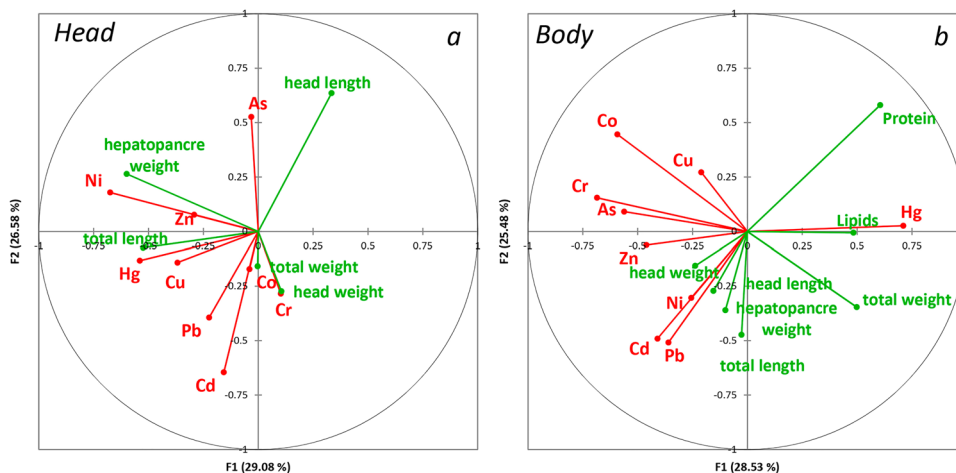 Head
a
1
0.75
head length
As
0.5
hepatopancre
weight
0.25
Ni
Zn
0
-1
-0.75
-0.5
-0.25
0
0.25
0.5
0.75
1
total length
Hg
Cu
total weight
Co
-0.25
head weight
Cr
Pb
-0.5
Cd
-0.75
-1
F2 (26.58 %)
F1 (29.08 %)
Body
b
1
0.75
Protein
Co
0.5
Cu
0.25
Cr
As
Lipids
Hg
0
-1
-0.75
-0.5
-0.25
0
0.25
0.5
0.75
1
Zn
head weight
head length
-0.25
Ni
hepatopancre
weight
total weight
Cd
Pb
-0.5
total length
-0.75
-1
F2 (25.48 %)
F1 (28.53 %)